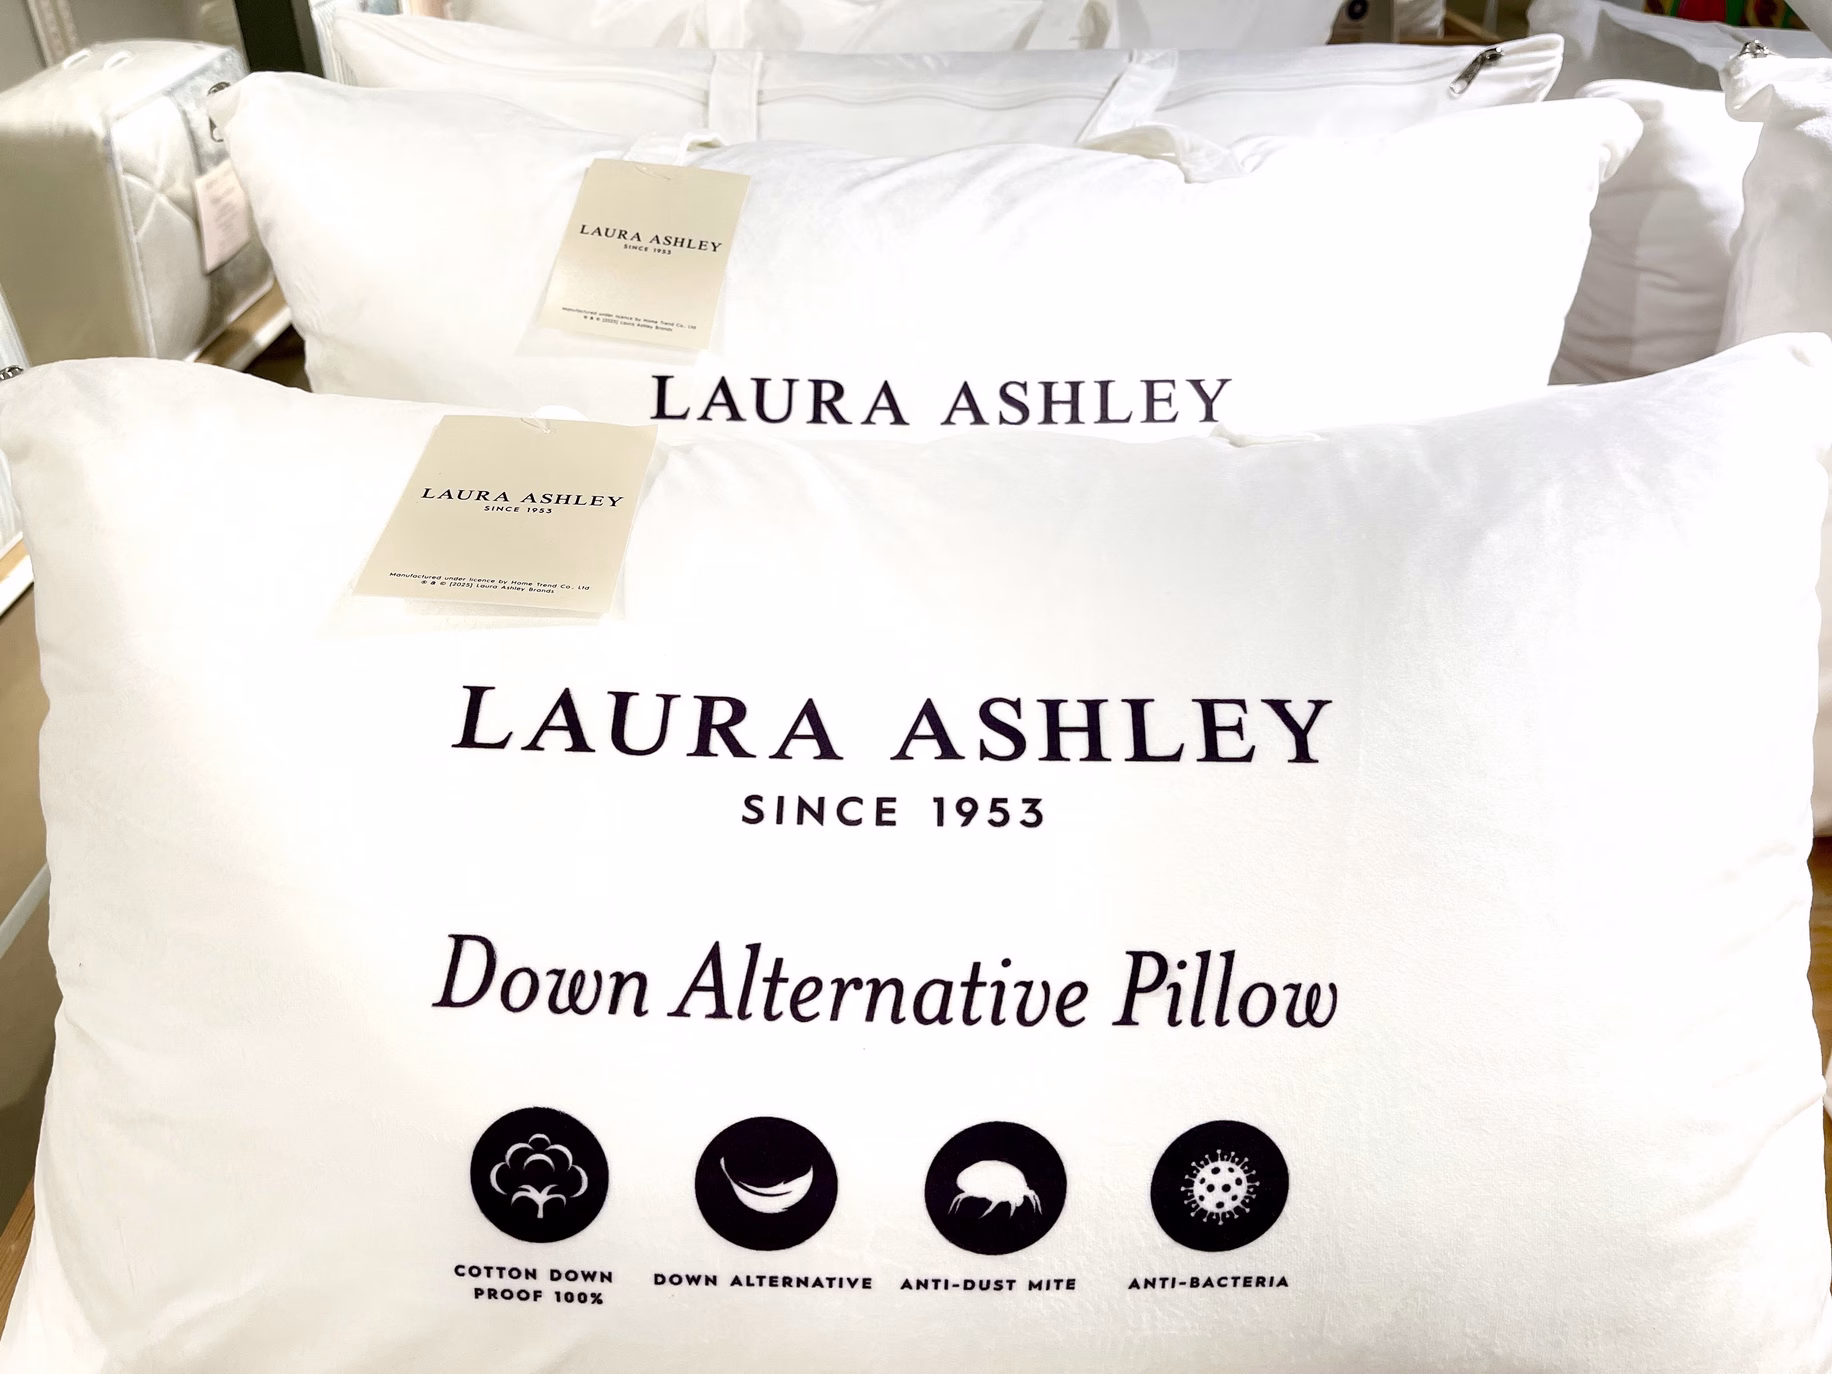 LAURA ASHLEY
SINCE 1953
Manufactured under licence by Home Trend Co., Ltd
® & © [2025] Laura Ashley Brands
LAURA ASHLEY
LAURA ASHLEY
SINCE 1953
Manufactured under licence by Home Trend Co., Ltd
® & © [2025] Laura Ashley Brands
LAURA ASHLEY
SINCE 1953
Down Alternative Pillow
COTTON DOWN
PROOF 100%
DOWN ALTERNATIVE
ANTI-DUST MITE
ANTI-BACTERIA